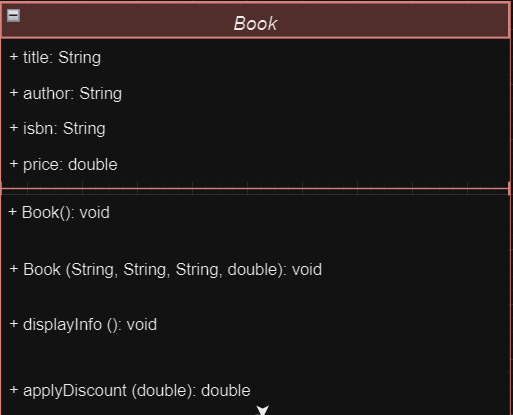 Book
+ title: String
+ author: String
+ isbn: String
+ price: double
+ Book(): void
+ Book (String, String, String, double): void
+ displayInfo (): void
+ applyDiscount (double): double